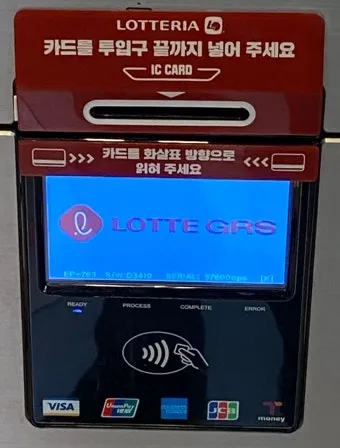 LOTTERIA
카드를 투입구 끝까지 넣어 주세요
IC CARD
카드를 화살표 방향으로
읽혀 주세요
LOTTE GRS
READY PROCESS COMPLETE ERROR
VISA UnionPay JCB T money